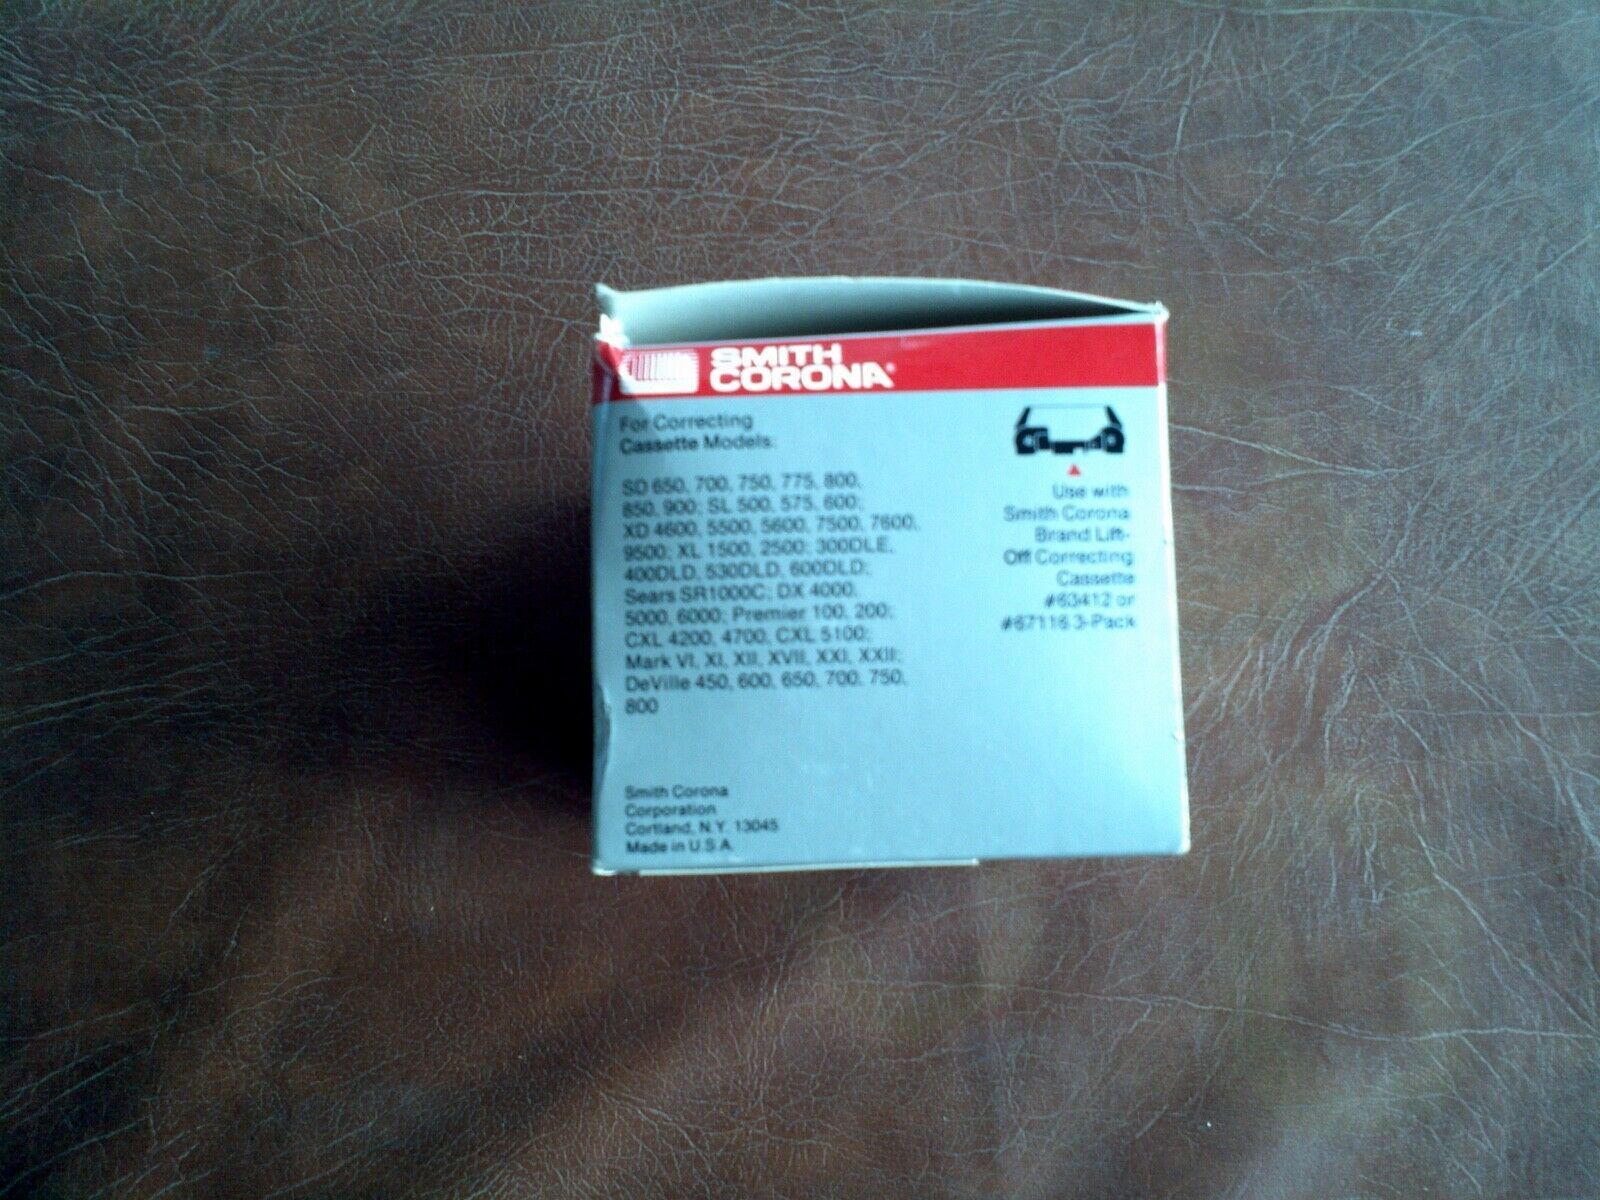 SMITH
CORONA®
For Correcting
Cassette Models:
SD 650, 700, 750, 775, 800,
850, 900; SL 500, 575, 600;
XD 4600, 5500, 5600, 7500, 7600,
9500; XL 1500, 2500; 300DLE,
400DLD, 530DLD, 600DLD;
Sears SR1000C; DX 4000,
5000, 6000; Premier 100, 200;
CXL 4200, 4700, CXL 5100;
Mark VI, XI, XII, XVII, XXI, XXII;
DeVille 450, 600, 650, 700, 750,
800
Smith Corona
Corporation
Cortland, N.Y. 13045
Made in U.S.A.
Use with
Smith Corona
Brand Lift-
Off Correcting
Cassette
#63412 or
#67116 3-Pack